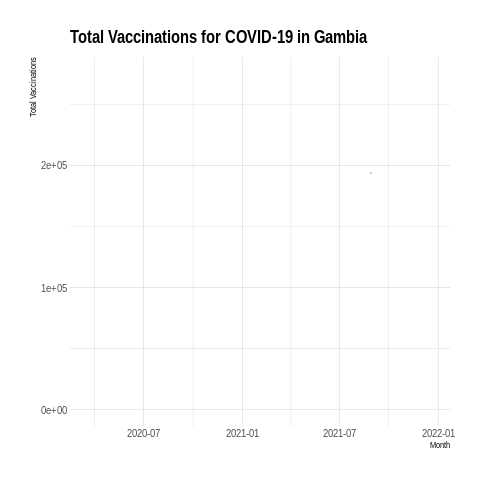 Total Vaccinations for COVID-19 in Gambia
Total Vaccinations
2e+05
1e+05
0e+00
2020-07
2021-01
2021-07
2022-01
Month